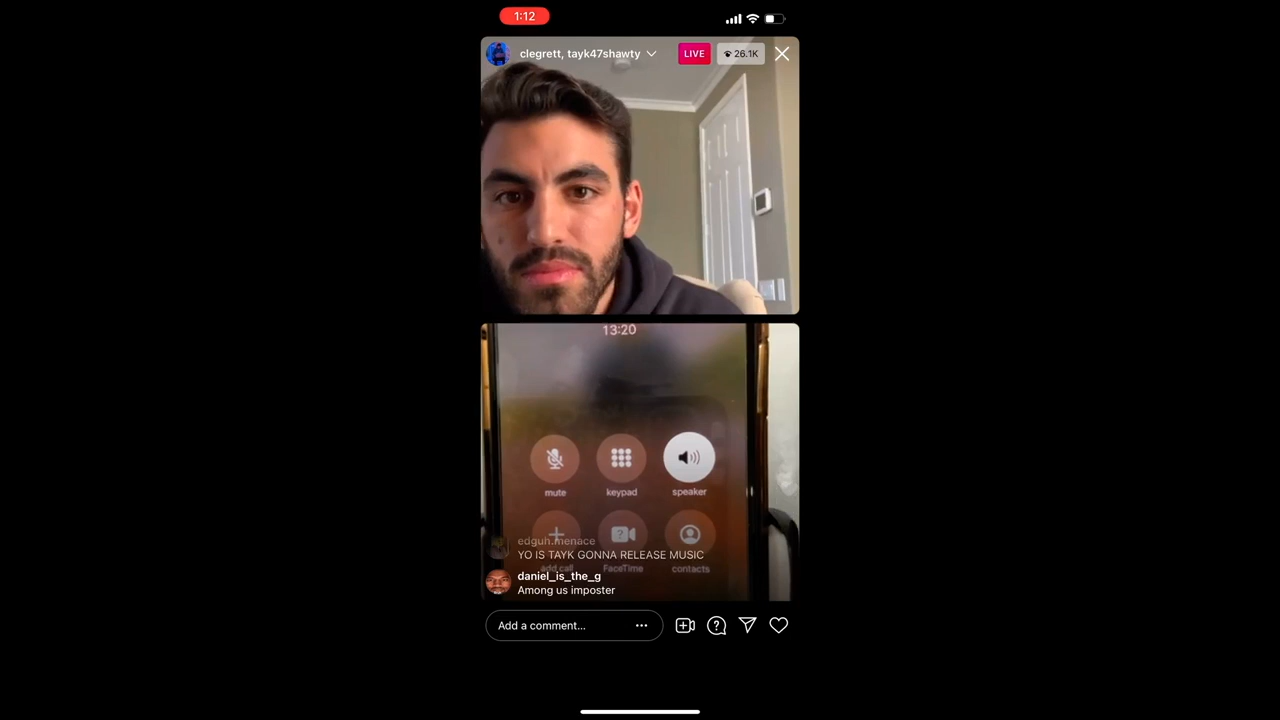 1:12
clegrett, tayk47shawty
LIVE
26.1K
13:20
mute
keypad
speaker
edguh.menace
YO IS TAYK GONNA RELEASE MUSIC
add call
FaceTime
contacts
daniel_is_the_g
Among us imposter
Add a comment...